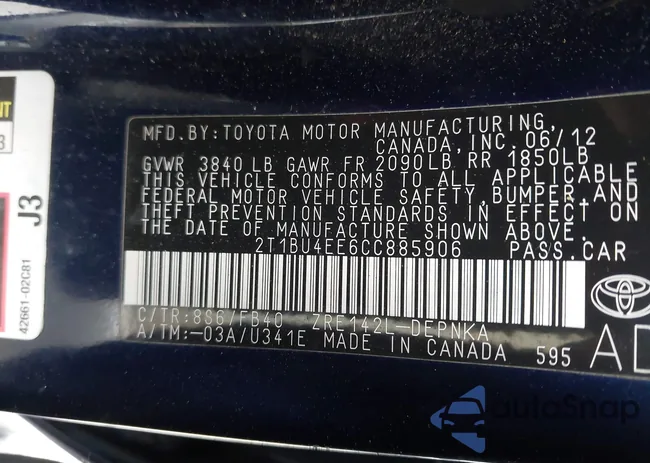 MFD. BY: TOYOTA MOTOR MANUFACTURING,
CANADA, INC. 06/12
GVWR 3840 LB GAWR FR 2090LB, RR 1850LB
THIS VEHICLE CONFORMS TO ALL APPLICABLE
FEDERAL MOTOR VEHICLE SAFETY, BUMPER, AND
THEFT PREVENTION STANDARDS IN EFFECT ON
THE DATE OF MANUFACTURE SHOWN ABOVE.
2T1BU4EE6CC885906 PASS.CAR
C/TR:8S6/FB40 ZRE142L-DEPNKA
A/TM:-03A/U341E MADE IN CANADA 595
J3
42661-02C81
autoSnap